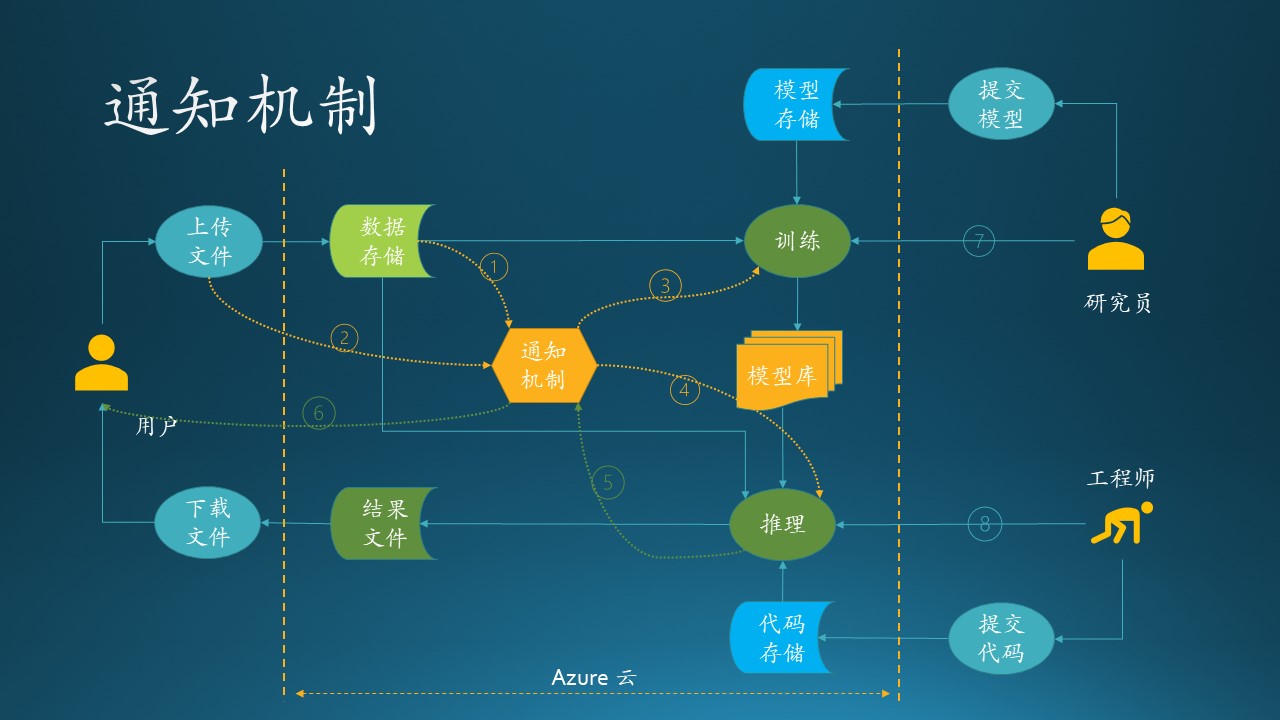 通知机制
模型
存储
提交
模型
上传
文件
数据
存储
训练
①
⑦
③
研究员
②
通知
机制
④
模型库
⑥
用户
⑤
工程师
下载
文件
结果
文件
推理
⑧
代码
存储
提交
代码
Azure 云